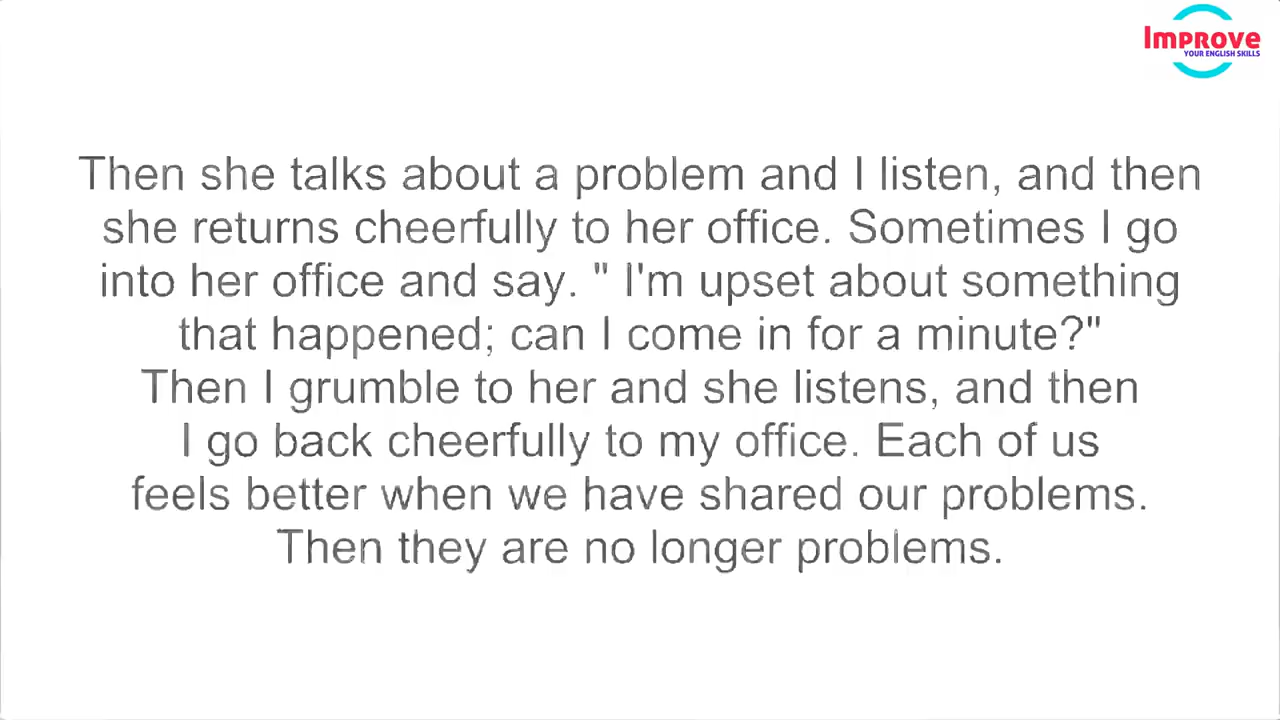 Improve
YOUR ENGLISH SKILLS
Then she talks about a problem and I listen, and then
she returns cheerfully to her office. Sometimes I go
into her office and say. " I'm upset about something
that happened; can I come in for a minute?"
Then I grumble to her and she listens, and then
I go back cheerfully to my office. Each of us
feels better when we have shared our problems.
Then they are no longer problems.